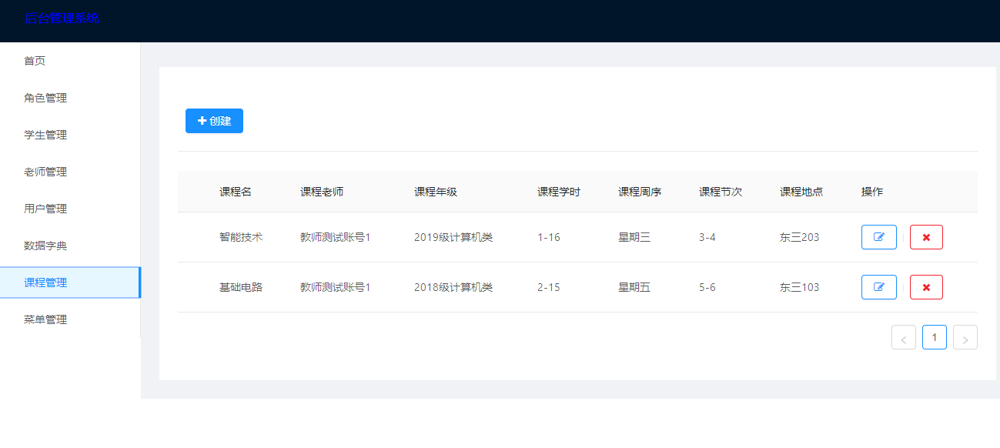 后台管理系统
首页
角色管理
学生管理
老师管理
用户管理
数据字典
课程管理
菜单管理
创建
课程名 课程老师 课程年级 课程学时 课程周序 课程节次 课程地点 操作
智能技术 教师测试账号1 2019级计算机类 1-16 星期三 3-4 东三203
基础电路 教师测试账号1 2018级计算机类 2-15 星期五 5-6 东三103
1